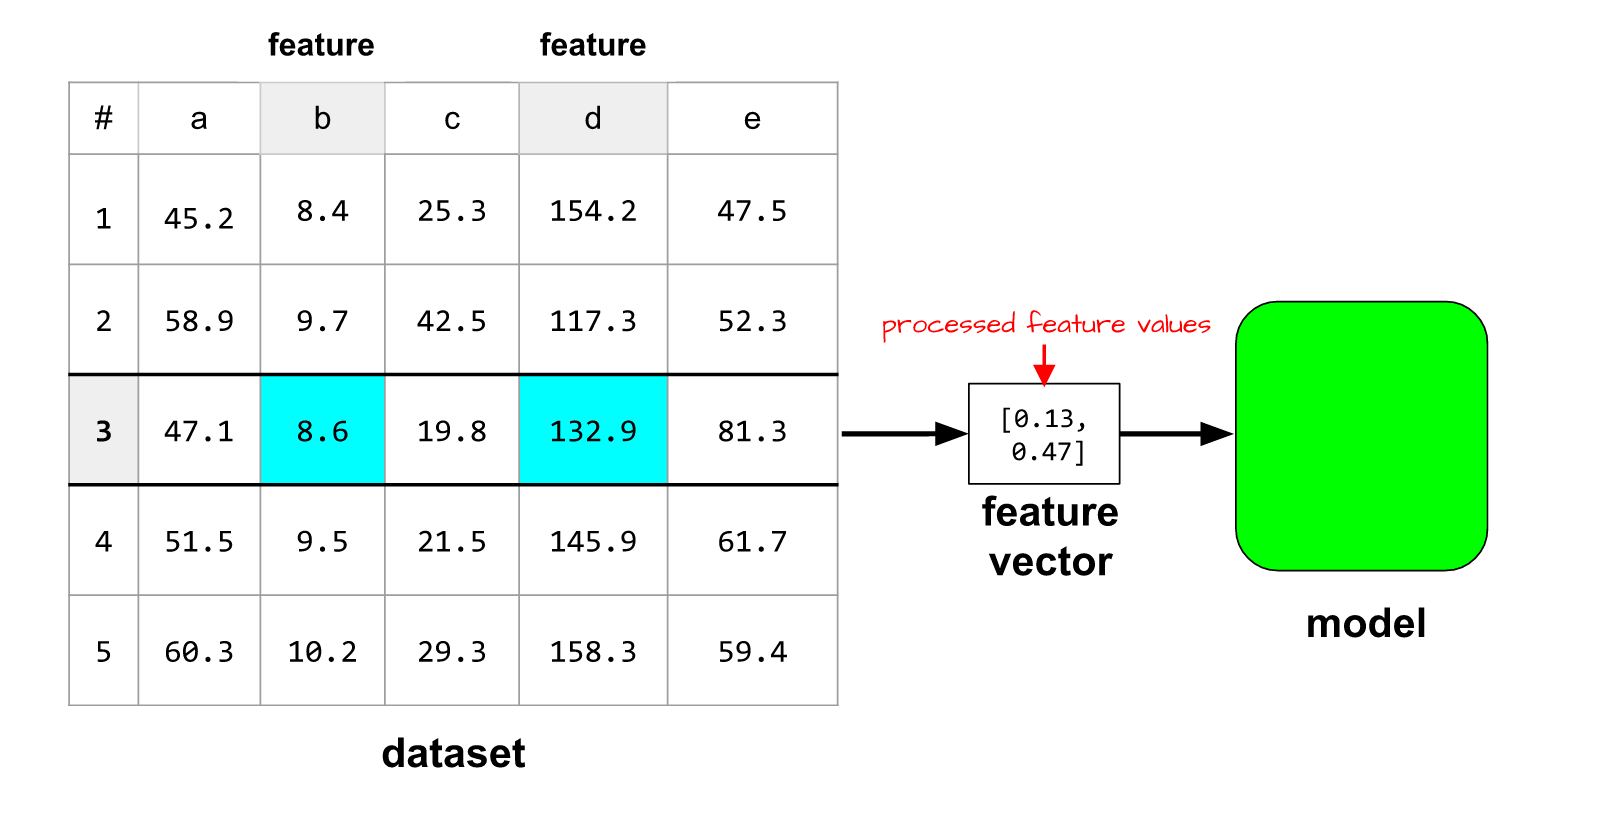 feature feature
# a b c d e
1 45.2 8.4 25.3 154.2 47.5
2 58.9 9.7 42.5 117.3 52.3
3 47.1 8.6 19.8 132.9 81.3
4 51.5 9.5 21.5 145.9 61.7
5 60.3 10.2 29.3 158.3 59.4
dataset
processed feature values
[0.13,
0.47]
feature
vector
model